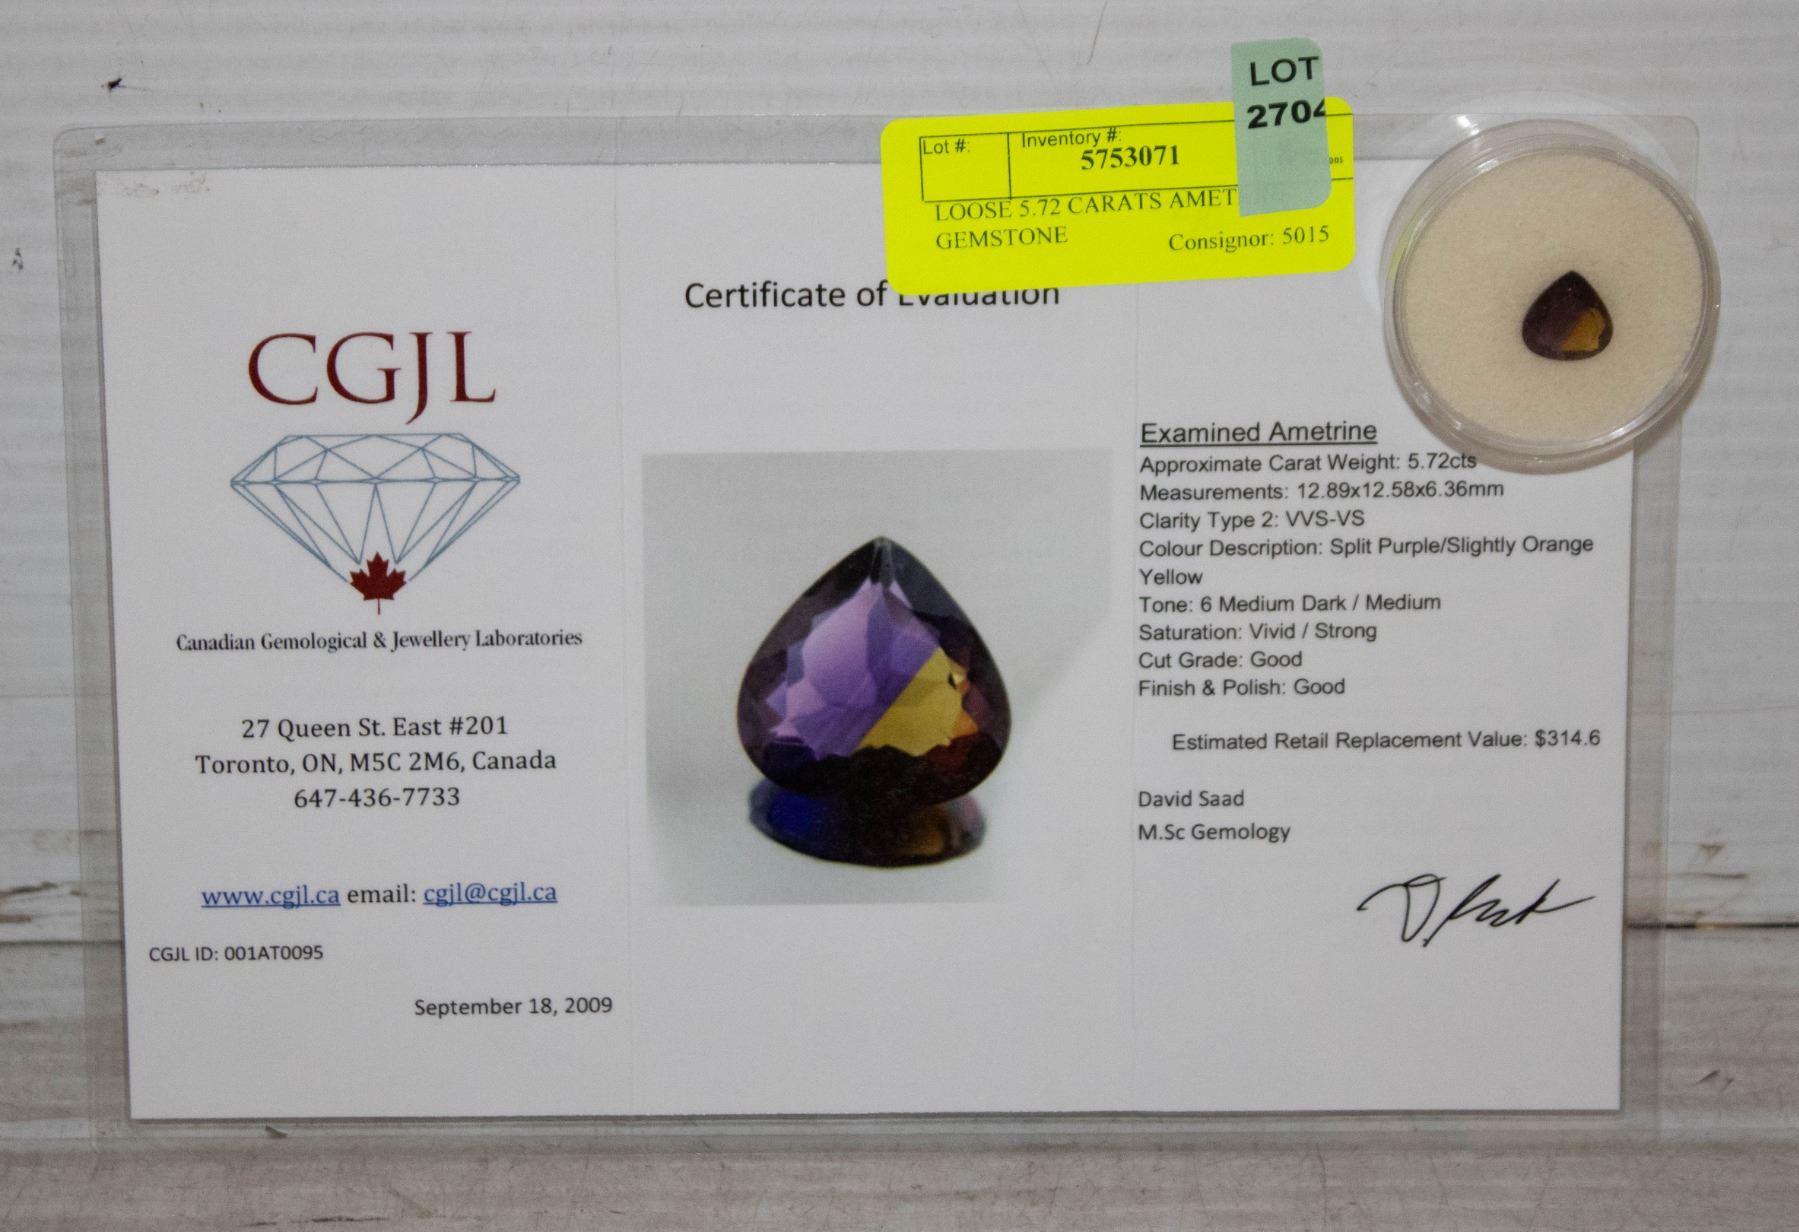 LOT
2704
Lot #:
Inventory #:
5753071
LOOSE 5.72 CARATS
GEMSTONE
Consignor: 5015
Certificate of Evaluation
CGJL
Canadian Gemological & Jewellery Laboratories
27 Queen St. East #201
Toronto, ON, M5C 2M6, Canada
647-436-7733
www.cgjl.ca email: cgjl@cgjl.ca
CGJL ID: 001AT0095
September 18, 2009
Examined Ametrine
Approximate Carat Weight: 5.72cts
Measurements: 12.89x12.58x6.36mm
Clarity Type 2: VVS-VS
Colour Description: Split Purple/Slightly Orange
Yellow
Tone: 6 Medium Dark / Medium
Saturation: Vivid / Strong
Cut Grade: Good
Finish & Polish: Good
Estimated Retail Replacement Value: $314.6
David Saad
M.Sc Gemology